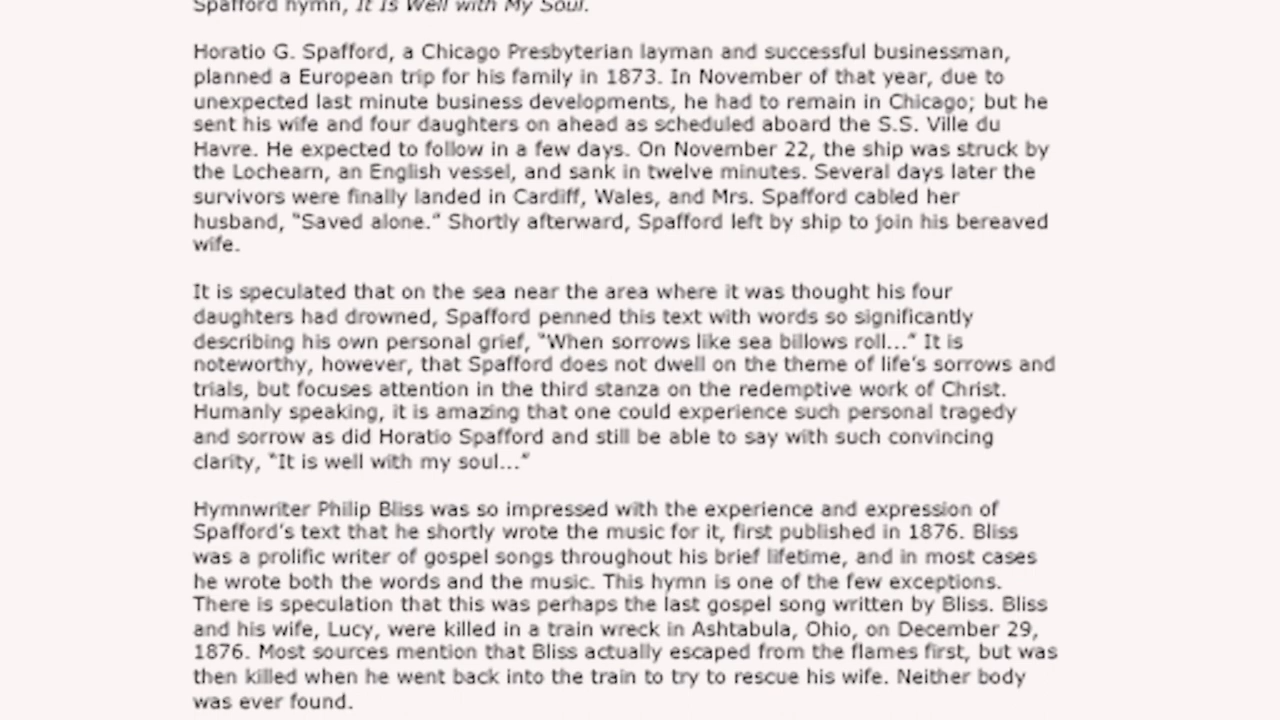 Spafford hymn, It Is Well with My Soul.
Horatio G. Spafford, a Chicago Presbyterian layman and successful businessman,
planned a European trip for his family in 1873. In November of that year, due to
unexpected last minute business developments, he had to remain in Chicago; but he
sent his wife and four daughters on ahead as scheduled aboard the S.S. Ville du
Havre. He expected to follow in a few days. On November 22, the ship was struck by
the Lochearn, an English vessel, and sank in twelve minutes. Several days later the
survivors were finally landed in Cardiff, Wales, and Mrs. Spafford cabled her
husband, "Saved alone." Shortly afterward, Spafford left by ship to join his bereaved
wife.
It is speculated that on the sea near the area where it was thought his four
daughters had drowned, Spafford penned this text with words so significantly
describing his own personal grief, "When sorrows like sea billows roll..." It is
noteworthy, however, that Spafford does not dwell on the theme of life's sorrows and
trials, but focuses attention in the third stanza on the redemptive work of Christ.
Humanly speaking, it is amazing that one could experience such personal tragedy
and sorrow as did Horatio Spafford and still be able to say with such convincing
clarity, "It is well with my soul..."
Hymnwriter Philip Bliss was so impressed with the experience and expression of
Spafford's text that he shortly wrote the music for it, first published in 1876. Bliss
was a prolific writer of gospel songs throughout his brief lifetime, and in most cases
he wrote both the words and the music. This hymn is one of the few exceptions.
There is speculation that this was perhaps the last gospel song written by Bliss. Bliss
and his wife, Lucy, were killed in a train wreck in Ashtabula, Ohio, on December 29,
1876. Most sources mention that Bliss actually escaped from the flames first, but was
then killed when he went back into the train to try to rescue his wife. Neither body
was ever found.